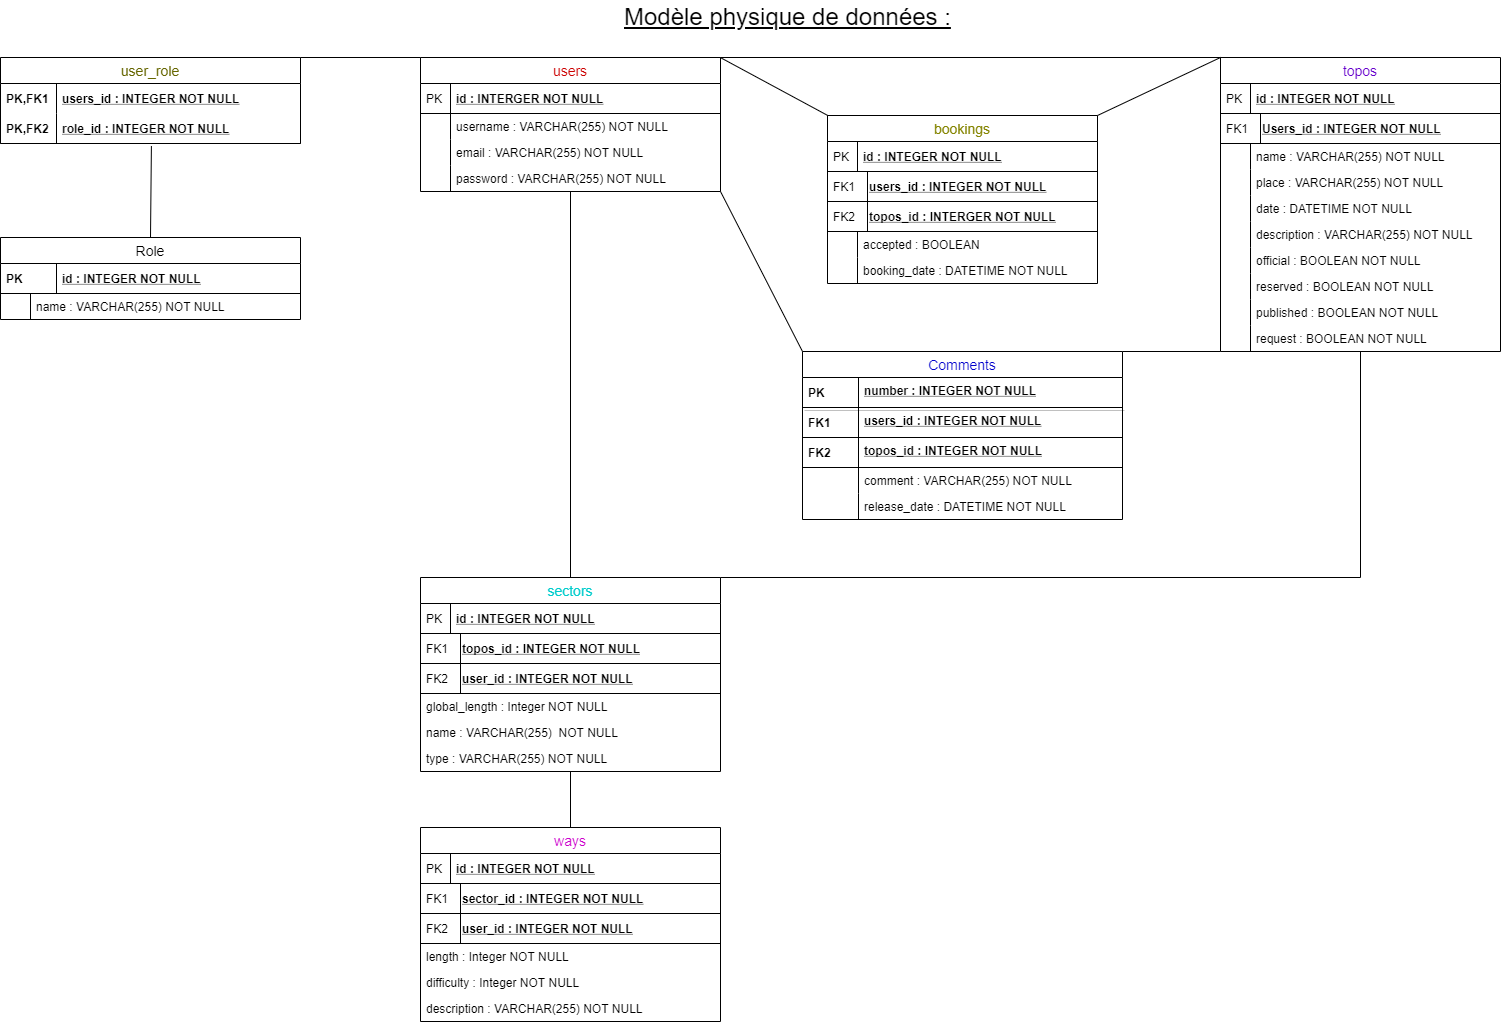 Modèle physique de données :
user_role
PK,FK1 users_id : INTEGER NOT NULL
PK,FK2 role_id : INTEGER NOT NULL
Role
PK id : INTEGER NOT NULL
name : VARCHAR(255) NOT NULL
users
PK id : INTERGER NOT NULL
username : VARCHAR(255) NOT NULL
email : VARCHAR(255) NOT NULL
password : VARCHAR(255) NOT NULL
bookings
PK id : INTEGER NOT NULL
FK1 users_id : INTEGER NOT NULL
FK2 topos_id : INTERGER NOT NULL
accepted : BOOLEAN
booking_date : DATETIME NOT NULL
topos
PK id : INTEGER NOT NULL
FK1 Users_id : INTEGER NOT NULL
name : VARCHAR(255) NOT NULL
place : VARCHAR(255) NOT NULL
date : DATETIME NOT NULL
description : VARCHAR(255) NOT NULL
official : BOOLEAN NOT NULL
reserved : BOOLEAN NOT NULL
published : BOOLEAN NOT NULL
request : BOOLEAN NOT NULL
Comments
PK number : INTEGER NOT NULL
FK1 users_id : INTEGER NOT NULL
FK2 topos_id : INTEGER NOT NULL
comment : VARCHAR(255) NOT NULL
release_date : DATETIME NOT NULL
sectors
PK id : INTEGER NOT NULL
FK1 topos_id : INTEGER NOT NULL
FK2 user_id : INTEGER NOT NULL
global_length : Integer NOT NULL
name : VARCHAR(255)  NOT NULL
type : VARCHAR(255) NOT NULL
ways
PK id : INTEGER NOT NULL
FK1 sector_id : INTEGER NOT NULL
FK2 user_id : INTEGER NOT NULL
length : Integer NOT NULL
difficulty : Integer NOT NULL
description : VARCHAR(255) NOT NULL